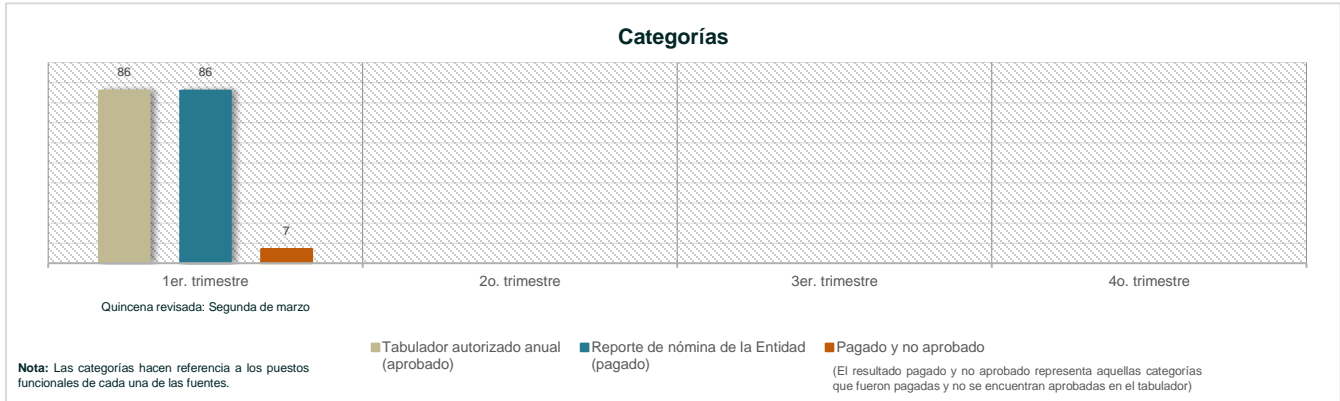 Categorías
86
86
7
1er. trimestre
2o. trimestre
3er. trimestre
4o. trimestre
Quincena revisada: Segunda de marzo
Tabulador autorizado anual
(aprobado)
Reporte de nómina de la Entidad
(pagado)
Pagado y no aprobado
(El resultado pagado y no aprobado representa aquellas categorías
que fueron pagadas y no se encuentran aprobadas en el tabulador)
Nota: Las categorías hacen referencia a los puestos
funcionales de cada una de las fuentes.